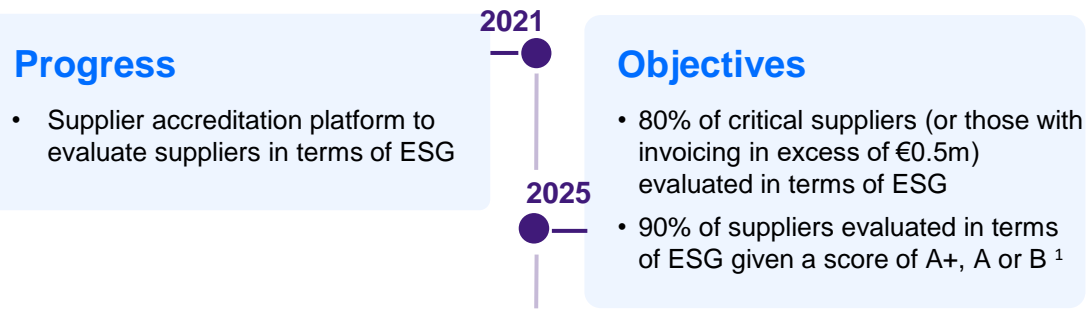 2021
Progress
• Supplier accreditation platform to
evaluate suppliers in terms of ESG
2025
Objectives
• 80% of critical suppliers (or those with
invoicing in excess of €0.5m)
evaluated in terms of ESG
• 90% of suppliers evaluated in terms
of ESG given a score of A+, A or B ¹